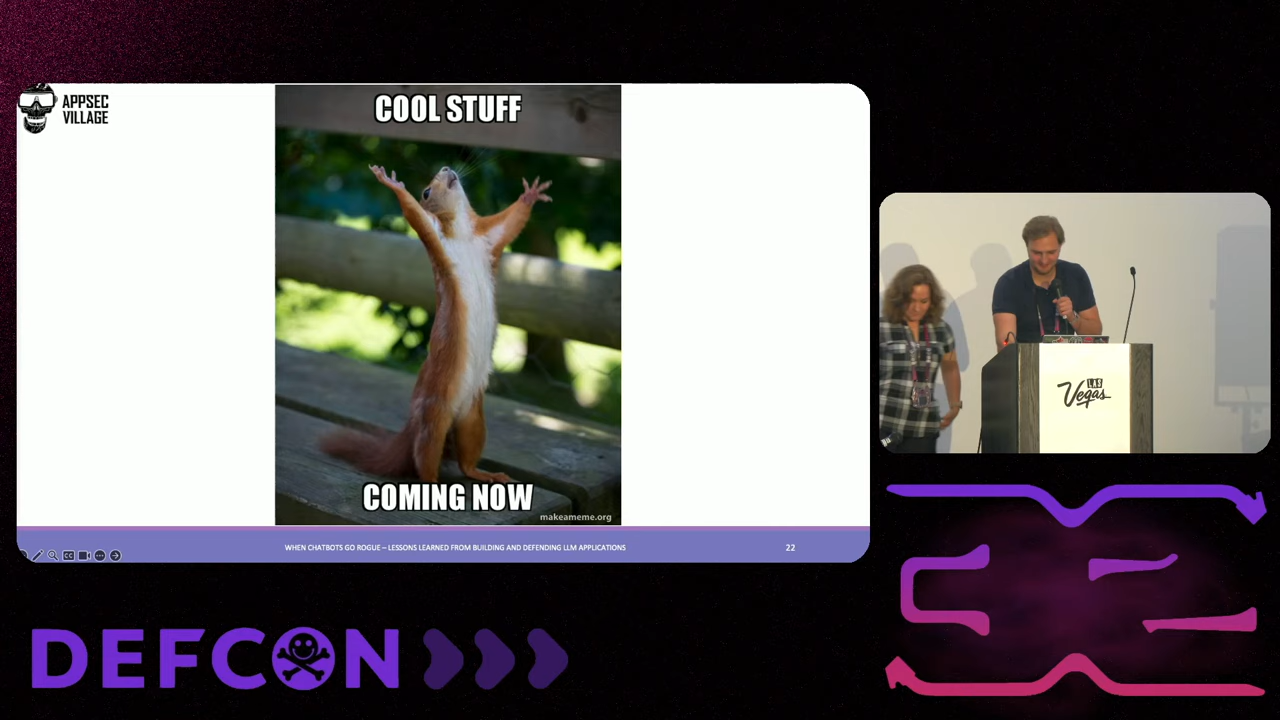 APPSEC
VILLAGE
COOL STUFF
COMING NOW
makeameme.org
WHEN CHATBOTS GO ROGUE – LESSONS LEARNED FROM BUILDING AND DEFENDING LLM APPLICATIONS
22
LAS
Vegas
DEFCON
32